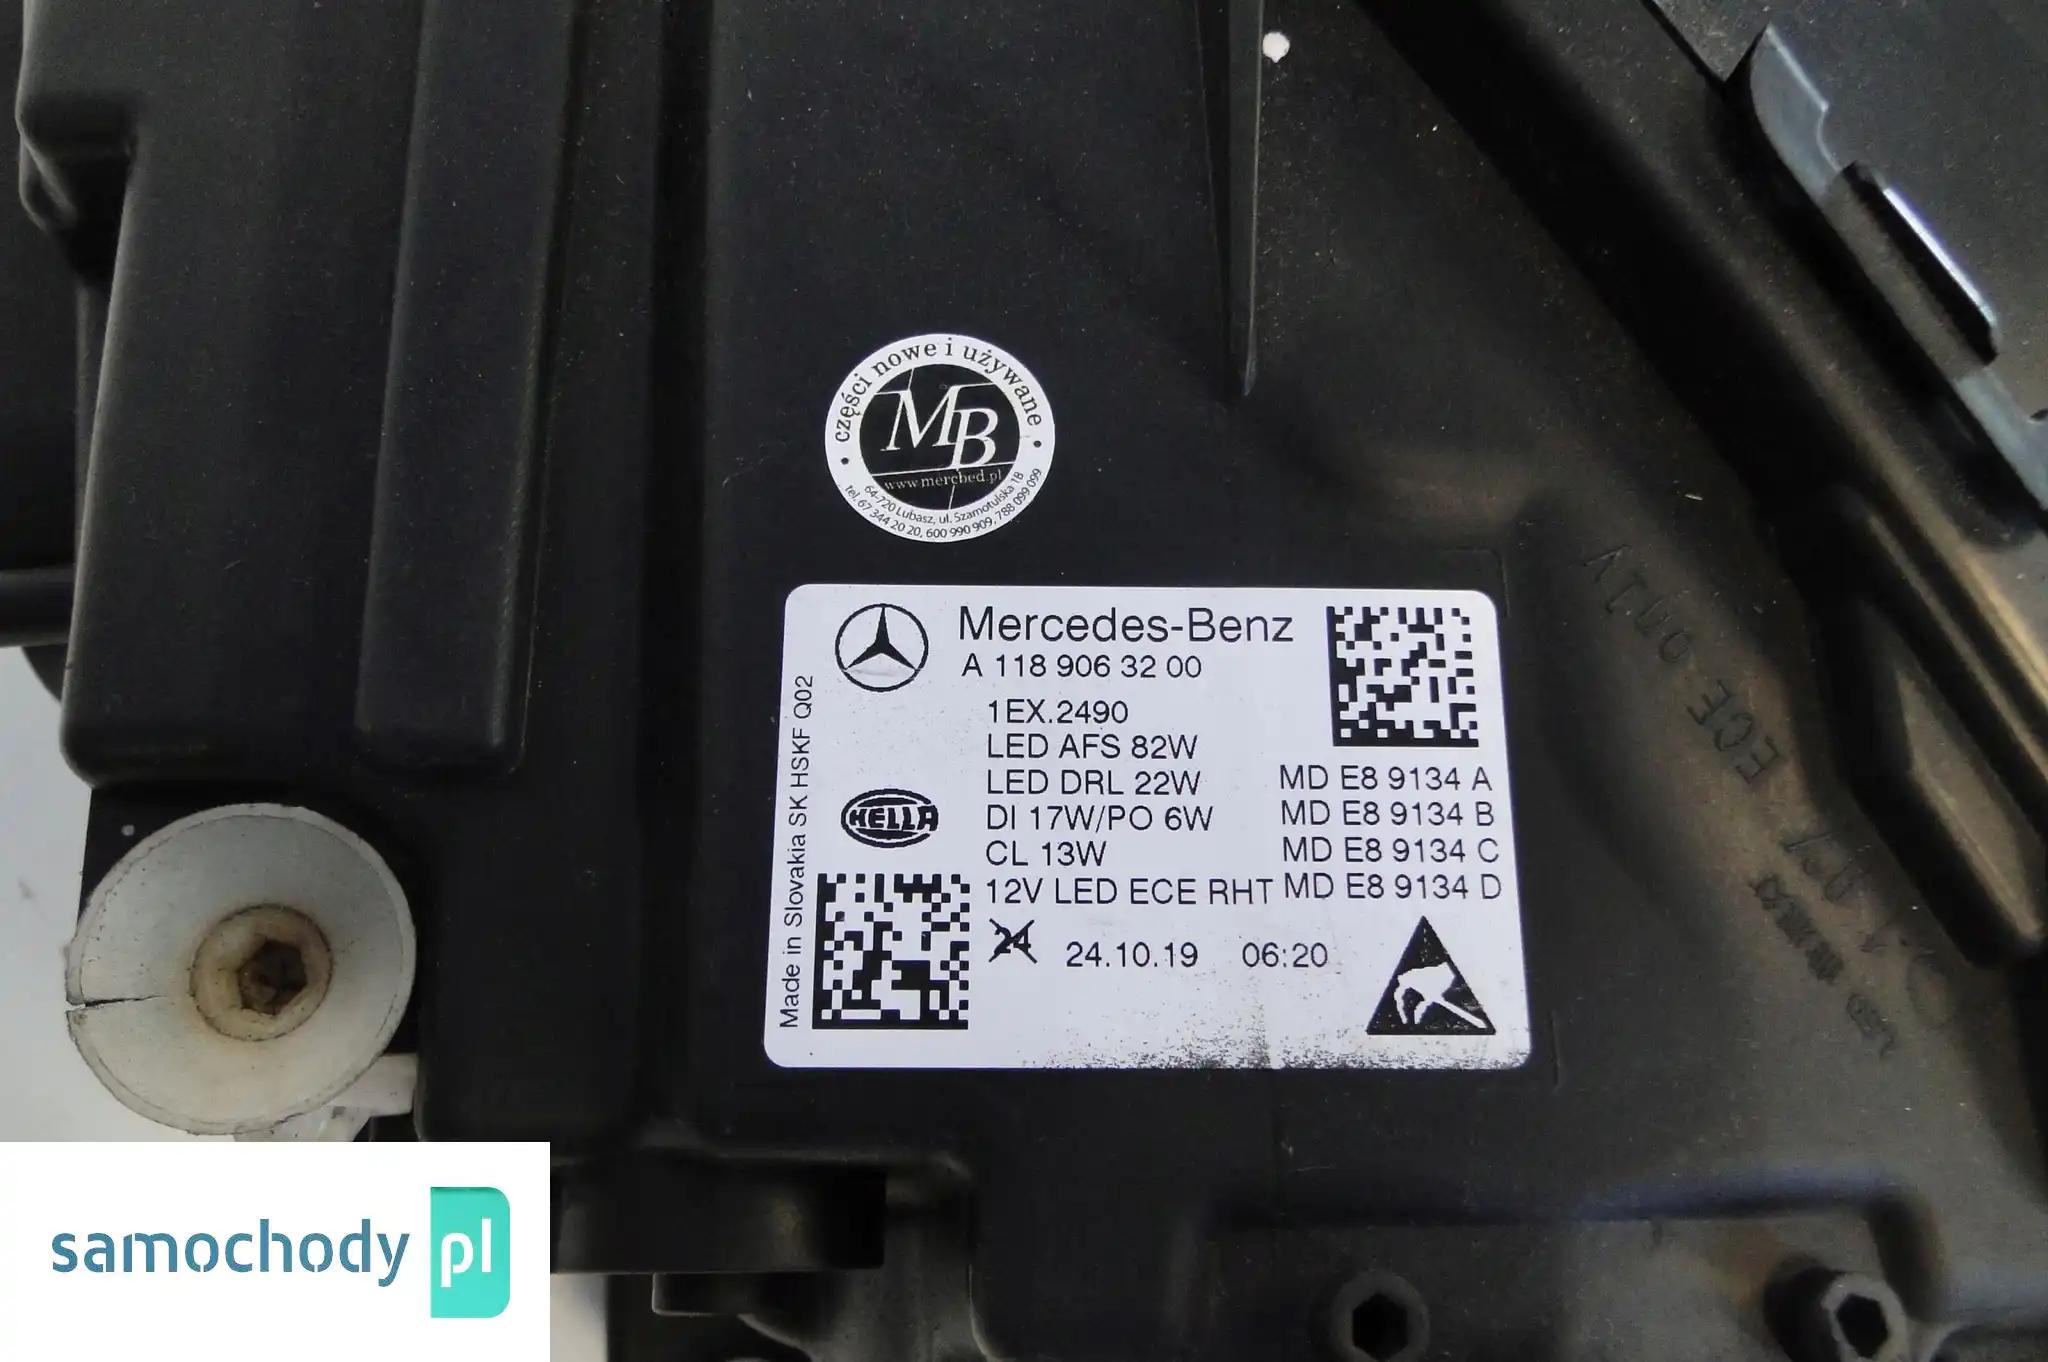 części nowe i używane
MB
www.merchbed.pl
64-720 Lubasz, ul. Szamotulska 18
tel. 67 344 20 20, 600 990 909, 788 099 099
Mercedes-Benz
A 118 906 32 00
1EX.2490
LED AFS 82W
LED DRL 22W MD E8 9134 A
DI 17W/PO 6W MD E8 9134 B
CL 13W MD E8 9134 C
12V LED ECE RHT MD E8 9134 D
24 24.10.19 06:20
HELLA
Made in Slovakia SK HSKF Q02
ECE only
samochody pl